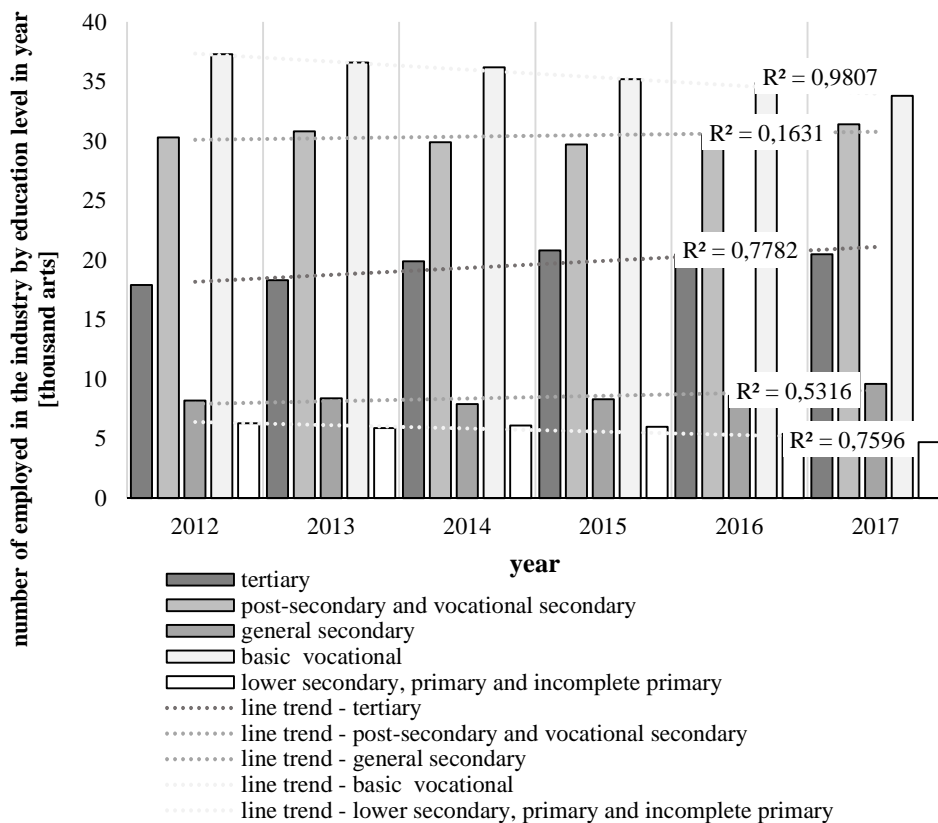 number of employed in the industry by education level in year
[thousand arts]
40
35
30
25
20
15
10
5
0
R² = 0,9807
R² = 0,1631
R² = 0,7782
R² = 0,5316
R² = 0,7596
2012 2013 2014 2015 2016 2017
year
tertiary
post-secondary and vocational secondary
general secondary
basic vocational
lower secondary, primary and incomplete primary
line trend - tertiary
line trend - post-secondary and vocational secondary
line trend - general secondary
line trend - basic vocational
line trend - lower secondary, primary and incomplete primary